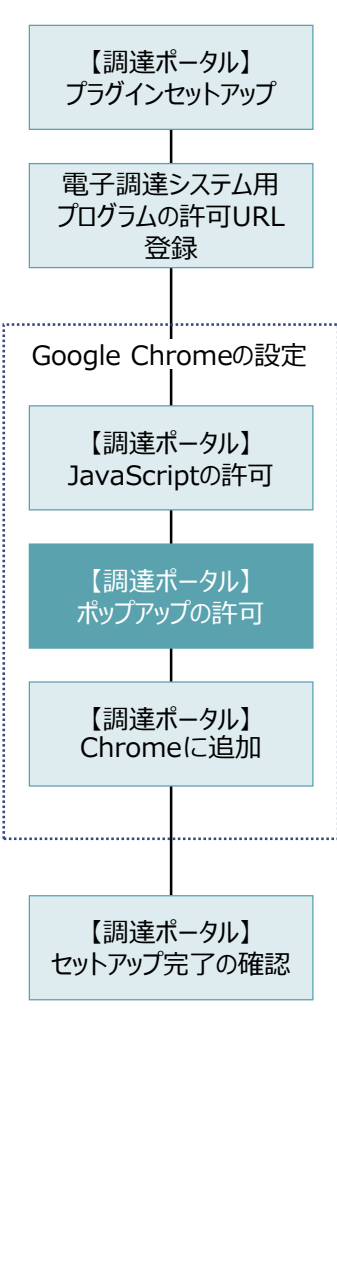 【調達ポータル】
プラグインセットアップ
電子調達システム用
プログラムの許可URL
登録
Google Chromeの設定
【調達ポータル】
JavaScriptの許可
【調達ポータル】
ポップアップの許可
【調達ポータル】
Chromeに追加
【調達ポータル】
セットアップ完了の確認